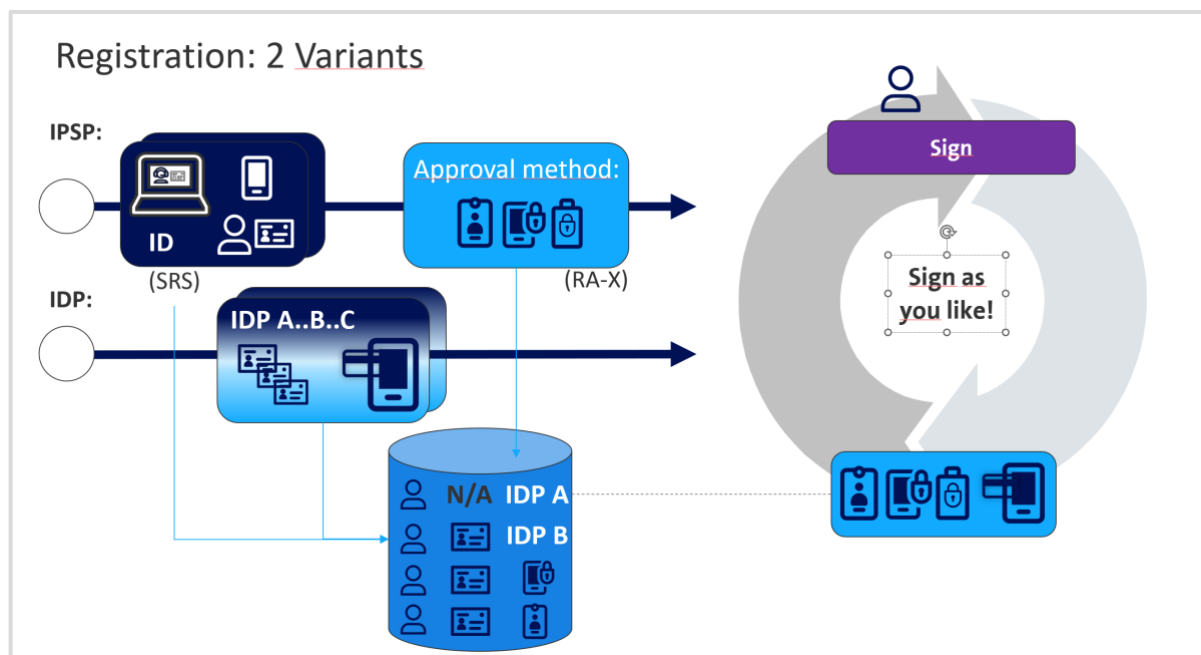 Registration: 2 Variants
IPSP:
ID
(SRS)
Approval method:
(RA-X)
IDP:
IDP A..B..C
N/A IDP A
IDP B
Sign
Sign as
you like!